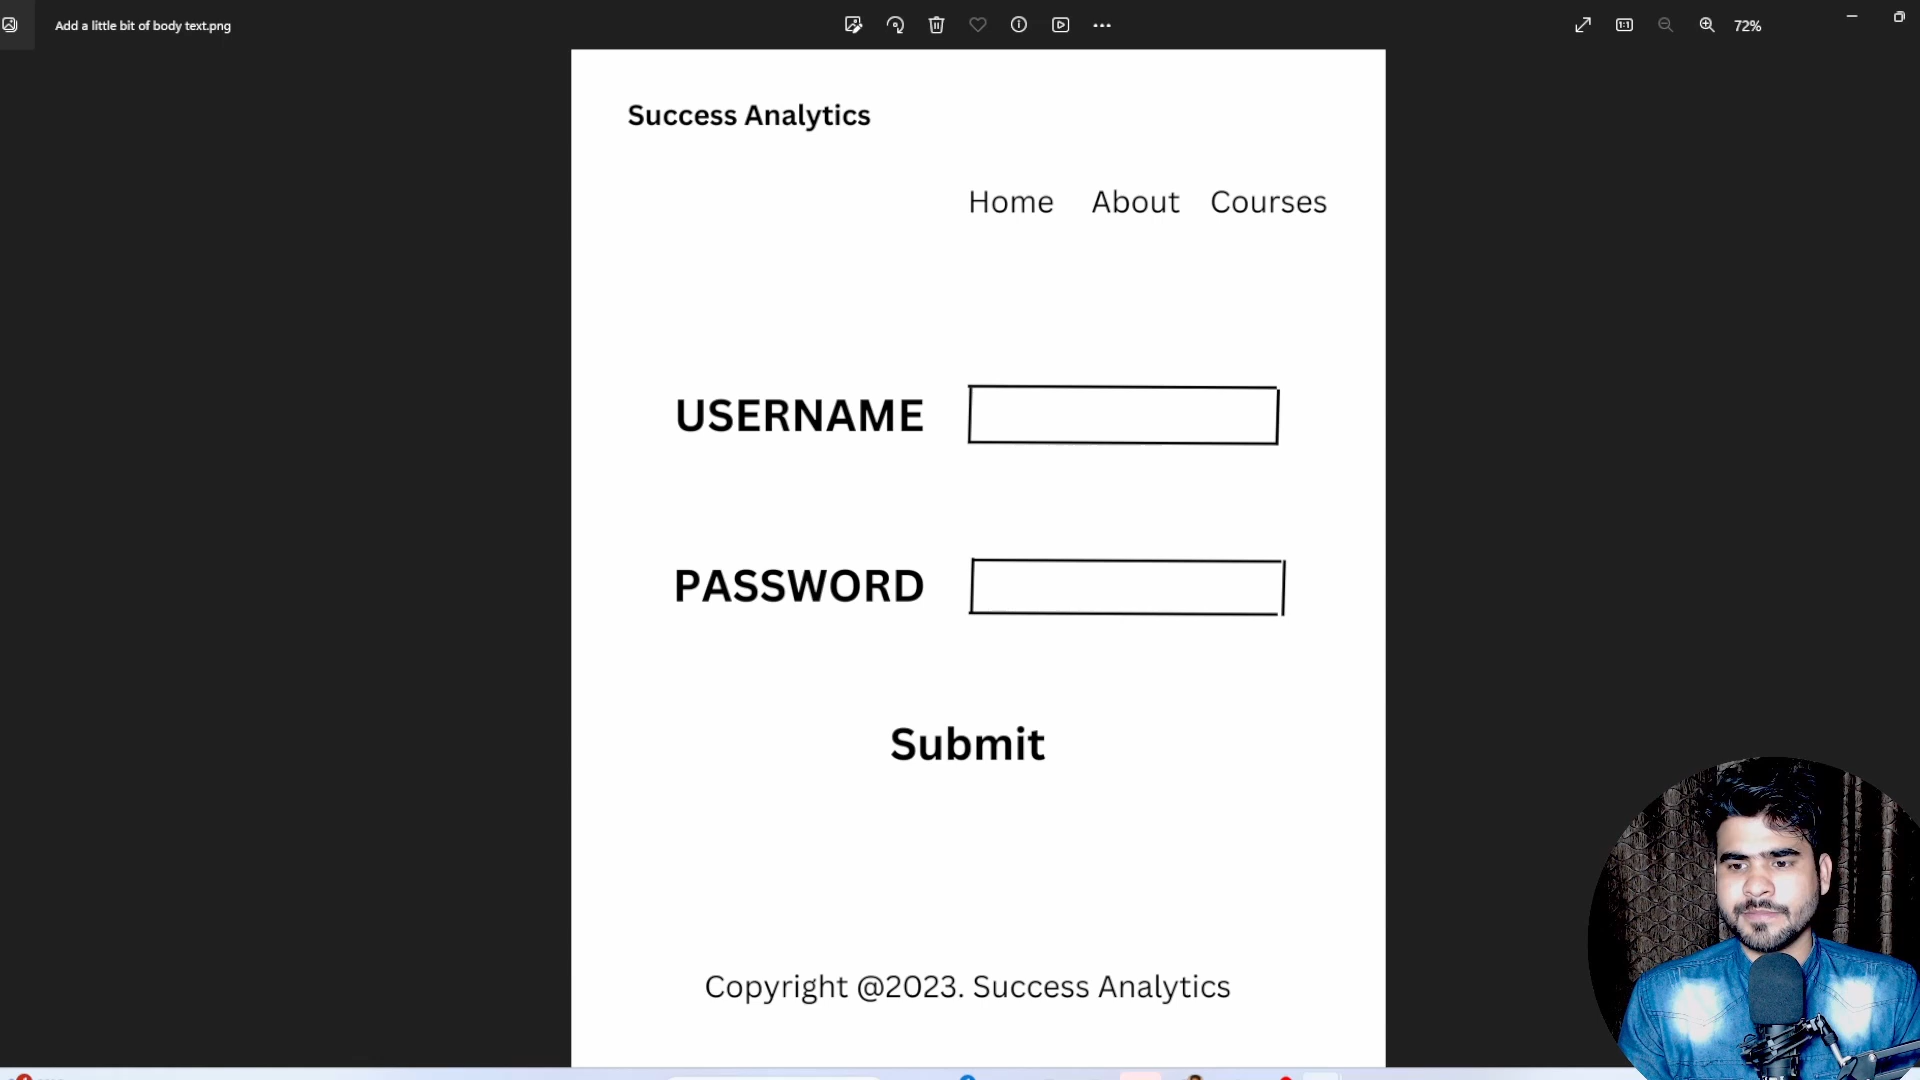 Add a little bit of body text.png
72%
Success Analytics
Home About Courses
USERNAME
PASSWORD
Submit
Copyright @2023. Success Analytics